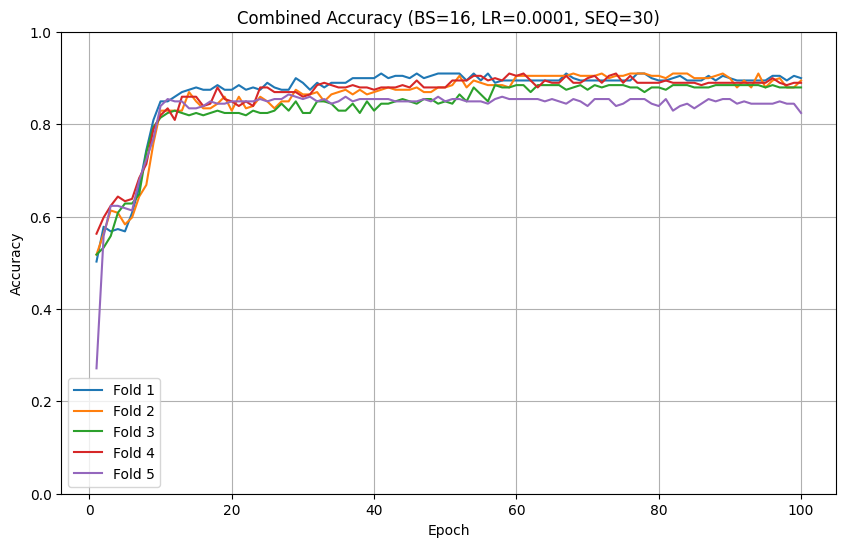 Combined Accuracy (BS=16, LR=0.0001, SEQ=30)
1.0
0.8
0.6
0.4
0.2
0.0
Accuracy
Fold 1
Fold 2
Fold 3
Fold 4
Fold 5
0 20 40 60 80 100
Epoch